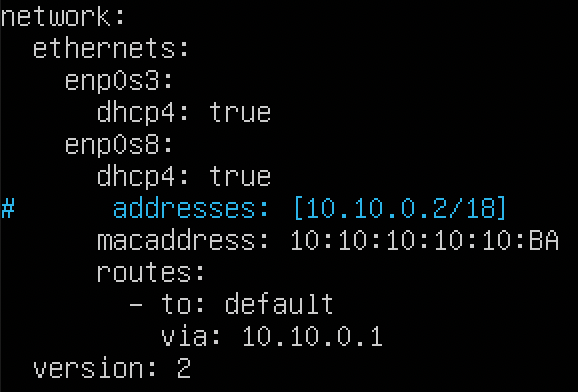 network:
  ethernets:
    enp0s3:
      dhcp4: true
    enp0s8:
      dhcp4: true
#      addresses: [10.10.0.2/18]
      macaddress: 10:10:10:10:10:BA
      routes:
        - to: default
          via: 10.10.0.1
  version: 2